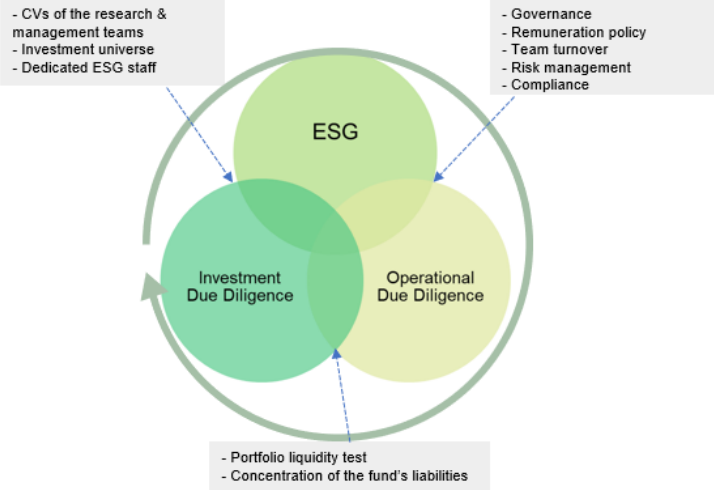 - CVs of the research &
management teams
- Investment universe
- Dedicated ESG staff
- Governance
- Remuneration policy
- Team turnover
- Risk management
- Compliance
ESG
Investment
Due Diligence
Operational
Due Diligence
- Portfolio liquidity test
- Concentration of the fund's liabilities